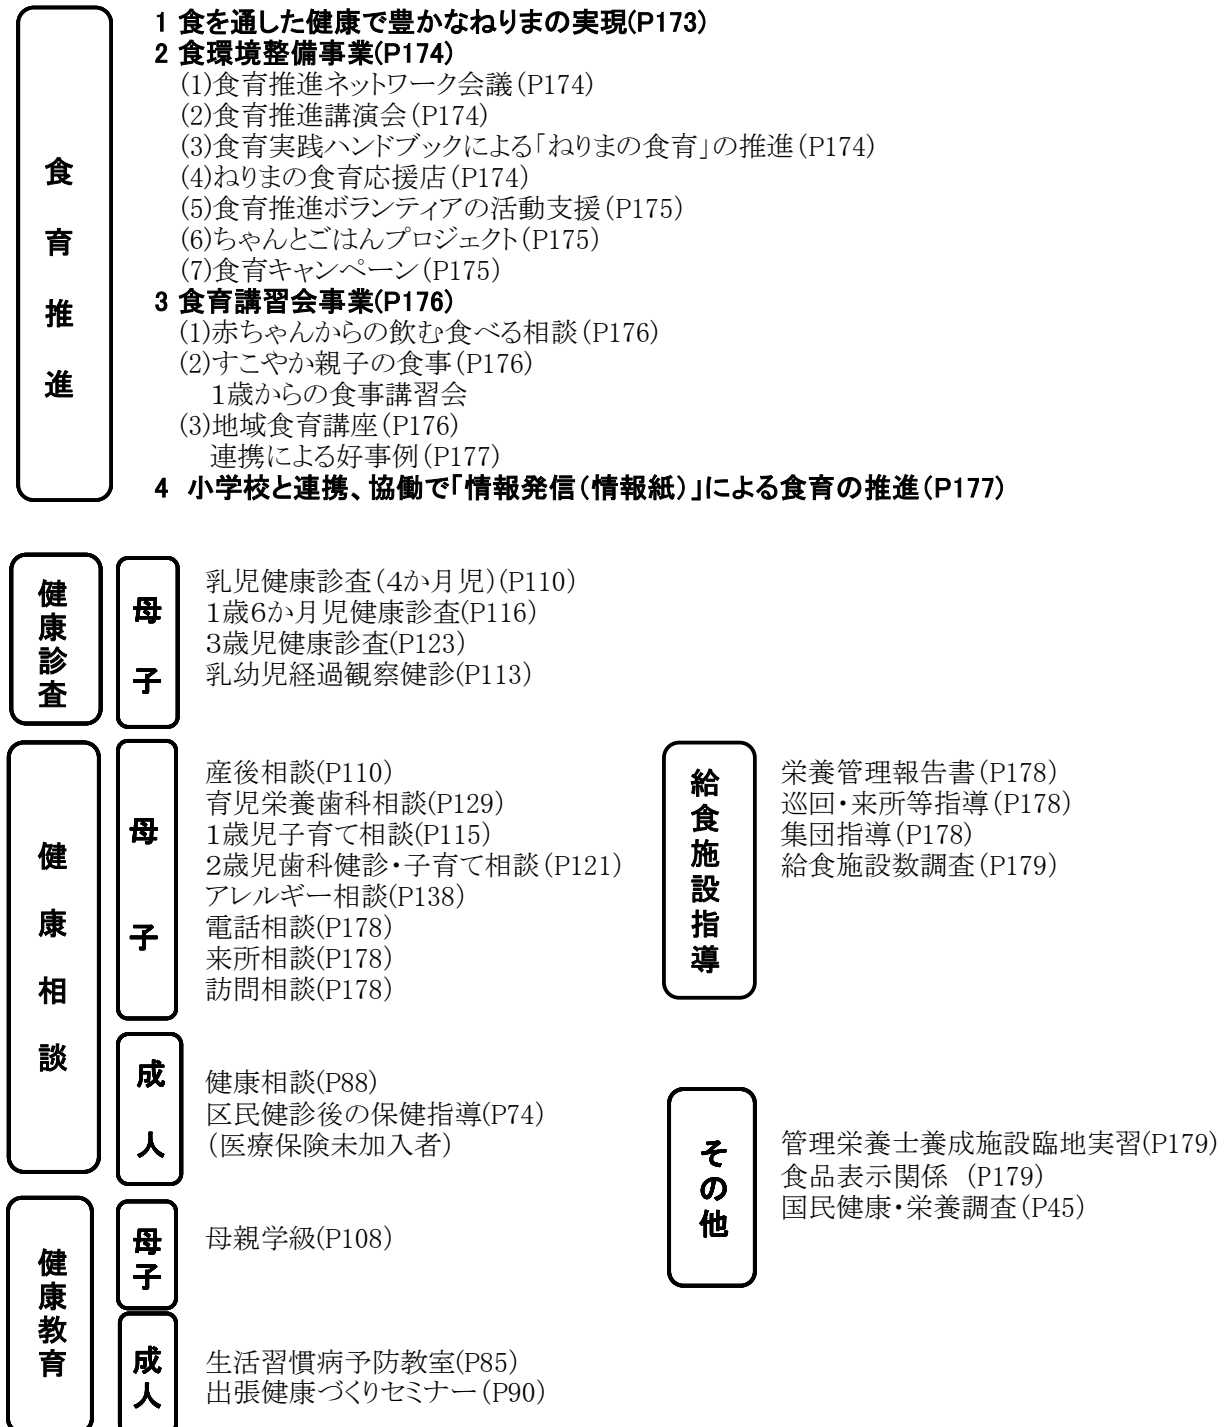 食育推進
1 食を通した健康で豊かなねりまの実現(P173)
2 食環境整備事業(P174)
(1)食育推進ネットワーク会議(P174)
(2)食育推進講演会(P174)
(3)食育実践ハンドブックによる「ねりまの食育」の推進(P174)
(4)ねりまの食育応援店(P174)
(5)食育推進ボランティアの活動支援(P175)
(6)ちゃんとごはんプロジェクト(P175)
(7)食育キャンペーン(P175)
3 食育講習会事業(P176)
(1)赤ちゃんからの飲む食べる相談(P176)
(2)すこやか親子の食事(P176)
1歳からの食事講習会
(3)地域食育講座(P176)
連携による好事例(P177)
4 小学校と連携、協働で「情報発信(情報紙)」による食育の推進(P177)
健康診査
母子
乳児健康診査(4か月児)(P110)
1歳6か月児健康診査(P116)
3歳児健康診査(P123)
乳幼児経過観察健診(P113)
健康相談
母子
産後相談(P110)
育児栄養歯科相談(P129)
1歳児子育て相談(P115)
2歳児歯科健診・子育て相談(P121)
アレルギー相談(P138)
電話相談(P178)
来所相談(P178)
訪問相談(P178)
成人
健康相談(P88)
区民健診後の保健指導(P74)
(医療保険未加入者)
健康教育
母子
母親学級(P108)
成人
生活習慣病予防教室(P85)
出張健康づくりセミナー(P90)
給食施設指導
栄養管理報告書(P178)
巡回・来所等指導(P178)
集団指導(P178)
給食施設数調査(P179)
その他
管理栄養士養成施設臨地実習(P179)
食品表示関係 (P179)
国民健康・栄養調査(P45)